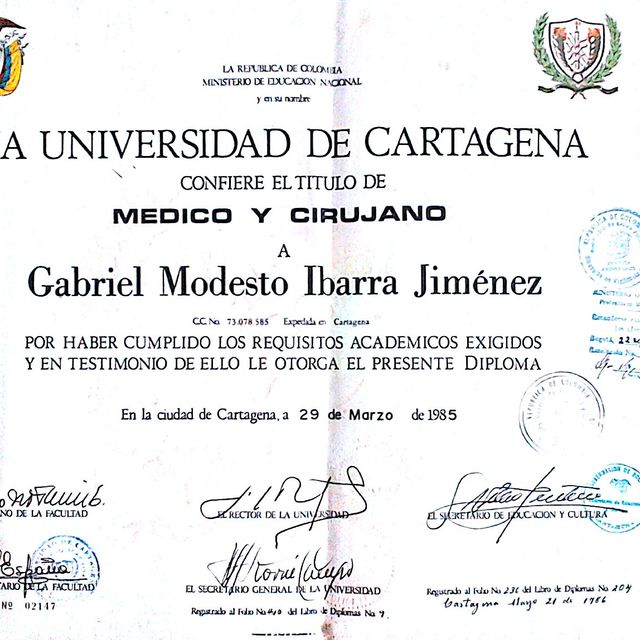 LA REPUBLICA DE COLOMBIA
MINISTERIO DE EDUCACION NACIONAL
y en su nombre
A UNIVERSIDAD DE CARTAGENA
CONFIERE EL TITULO DE
MEDICO Y CIRUJANO
A
Gabriel Modesto Ibarra Jiménez
C.C. No. 73.078.585 Expedida en Cartagena
POR HABER CUMPLIDO LOS REQUISITOS ACADEMICOS EXIGIDOS
Y EN TESTIMONIO DE ELLO LE OTORGA EL PRESENTE DIPLOMA
En la ciudad de Cartagena, a 29 de Marzo de 1985
NO DE LA FACULTAD
EL RECTOR DE LA UNIVERSIDAD
EL SECRETARIO DE EDUCACION Y CULTURA
TARIO DE LA FACULTAD
EL SECRETARIO GENERAL DE LA UNIVERSIDAD
Nº 02147
Registrado al Folio No del Libro de Diplomas No 9
Registrado al Folio No 236 del Libro de Diplomas No 204
Cartagena Mayo 21 de 1986